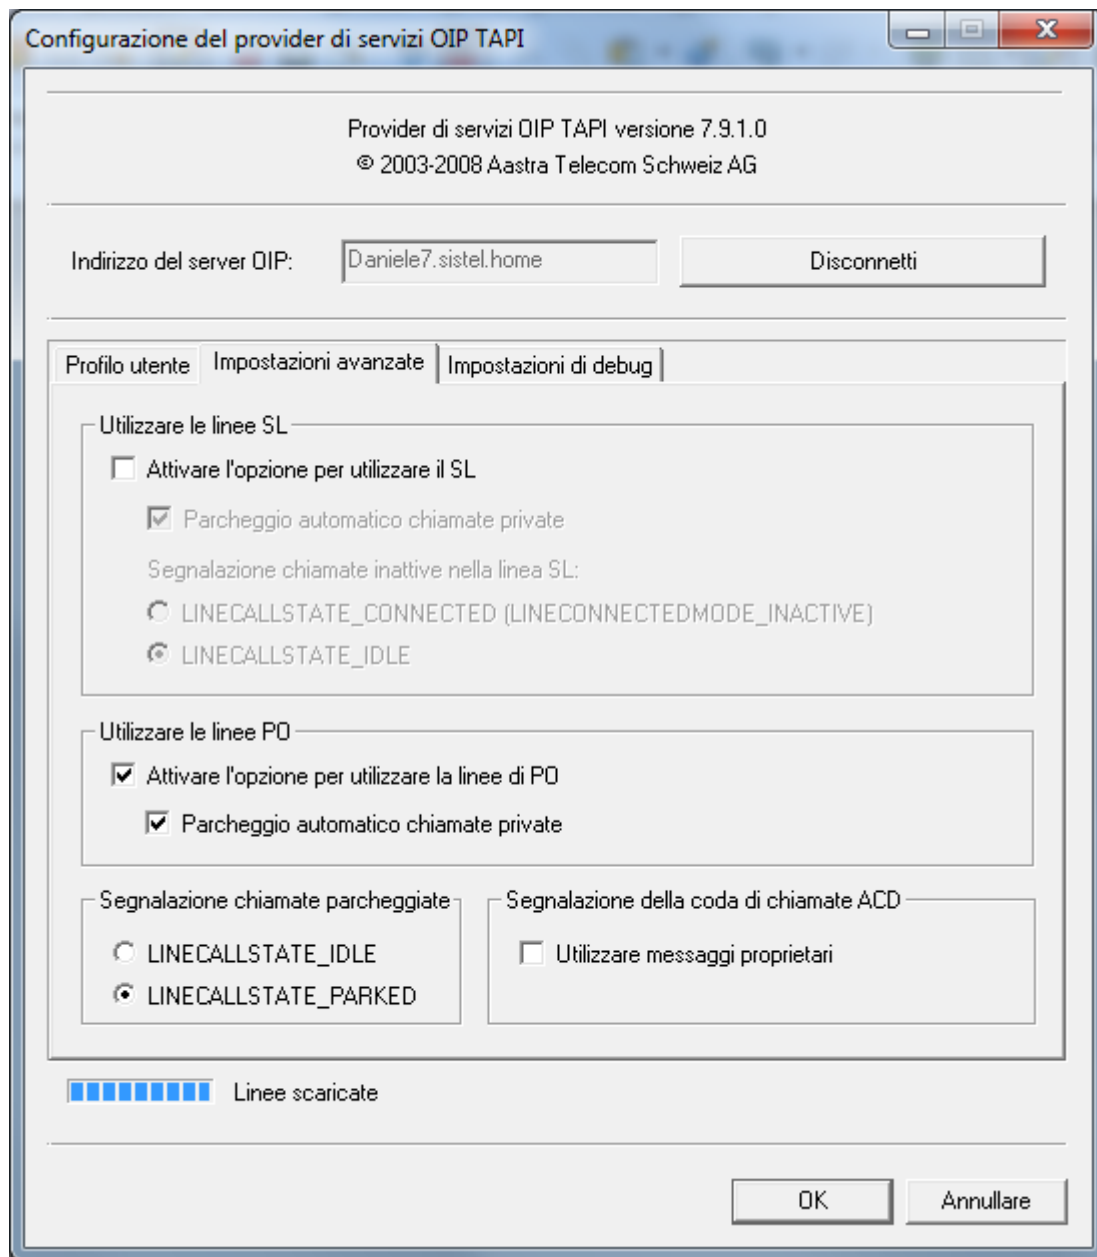 Configurazione del provider di servizi OIP TAPI
Provider di servizi OIP TAPI versione 7.9.1.0
© 2003-2008 Aastra Telecom Schweiz AG
Indirizzo del server OIP: Daniele7.sistel.home Disconnetti
Profilo utente Impostazioni avanzate Impostazioni di debug
Utilizzare le linee SL
Attivare l'opzione per utilizzare il SL
Parcheggio automatico chiamate private
Segnalazione chiamate inattive nella linea SL:
LINECALLSTATE_CONNECTED (LINECONNECTEDMODE_INACTIVE)
LINECALLSTATE_IDLE
Utilizzare le linee PO
Attivare l'opzione per utilizzare la linee di PO
Parcheggio automatico chiamate private
Segnalazione chiamate parcheggiate
LINECALLSTATE_IDLE
LINECALLSTATE_PARKED
Segnalazione della coda di chiamate ACD
Utilizzare messaggi proprietari
Linee scaricate
OK Annullare